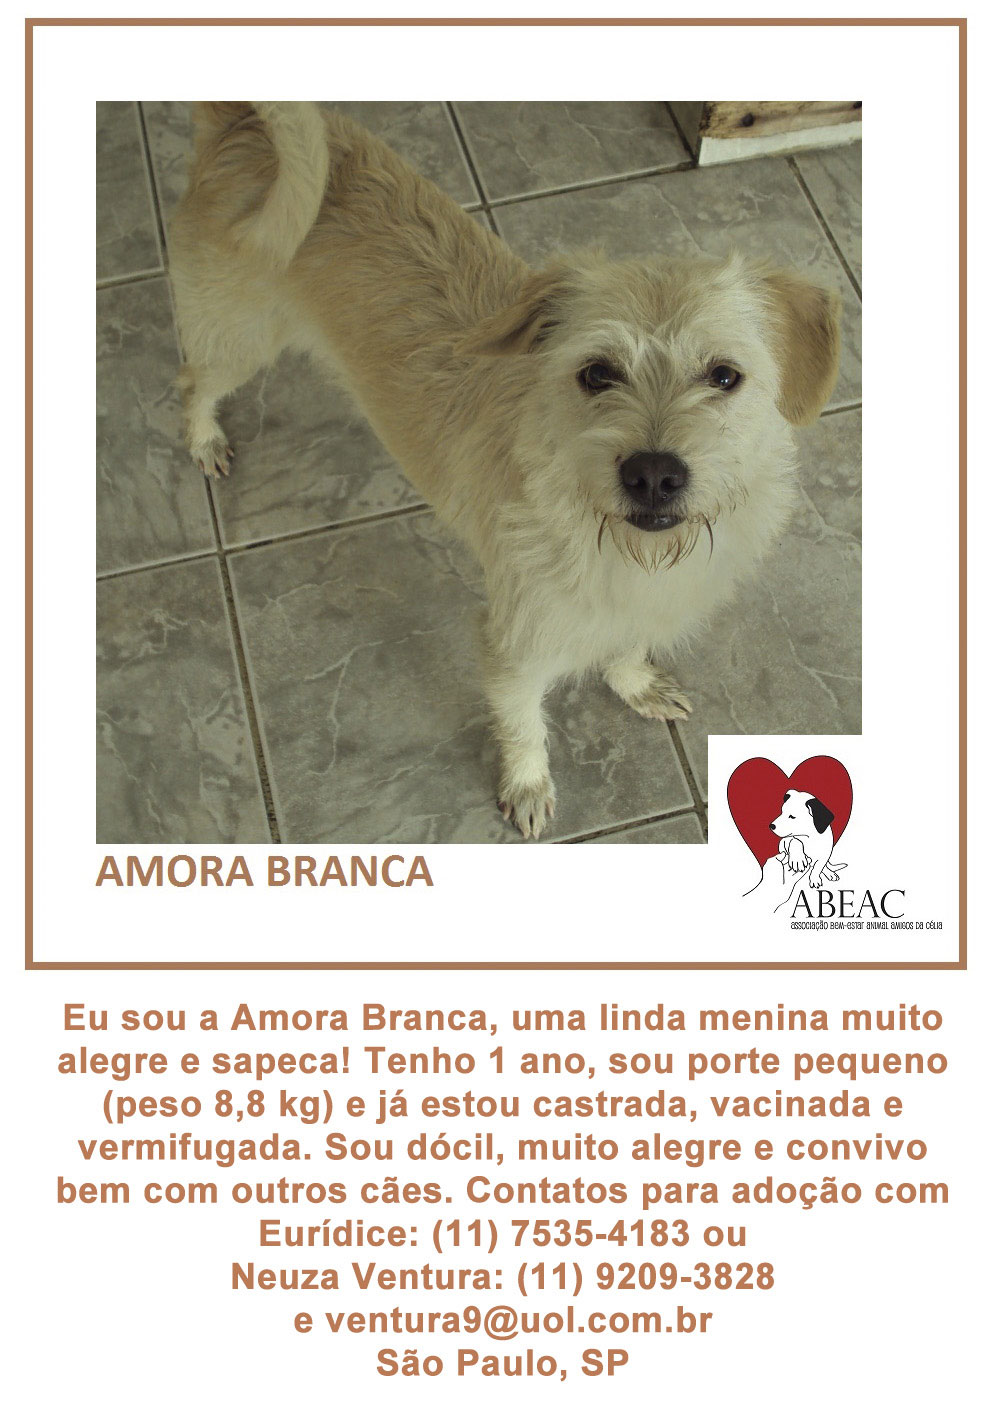 AMORA BRANCA
ABEAC
ASSOCIAÇÃO BEM-ESTAR ANIMAL AMIGOS DA CÉLIA
Eu sou a Amora Branca, uma linda menina muito
alegre e sapeca! Tenho 1 ano, sou porte pequeno
(peso 8,8 kg) e já estou castrada, vacinada e
vermifugada. Sou dócil, muito alegre e convivo
bem com outros cães. Contatos para adoção com
Eurídice: (11) 7535-4183 ou
Neuza Ventura: (11) 9209-3828
e ventura9@uol.com.br
São Paulo, SP